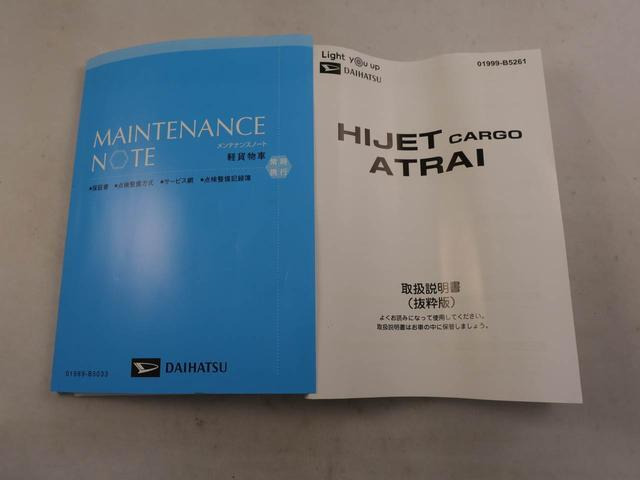 MAINTENANCE
NOTE
メンテナンスノート
軽貨物車
常時
携行
★保証書 ★点検整備方式 ★サービス網 ★点検整備記録簿
DAIHATSU
01999-B5033
Light you up
DAIHATSU
01999-B5261
HIJET CARGO
ATRAI
取扱説明書
(抜粋版)
よくお読みになって使用してください。
取扱説明書はお車の中に保管しましょう。